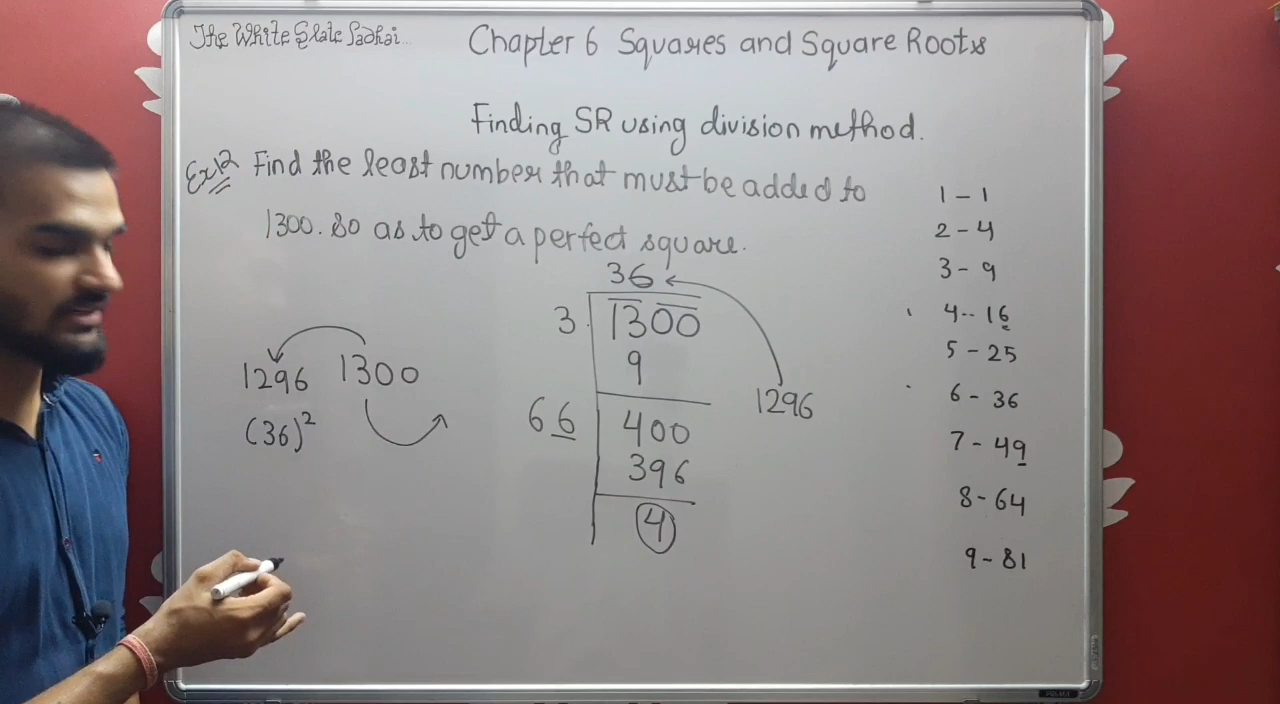 The White Slate Padhai...
Chapter 6 Squares and Square Roots
Finding SR using division method.
Ex12 Find the least number that must be added to
1300. So as to get a perfect square.
36
3 1300
9
66 400
396
4
1296
1296 1300
(36)²
1 - 1
2 - 4
3 - 9
4 -- 16
5 - 25
6 - 36
7 - 49
8 - 64
9 - 81